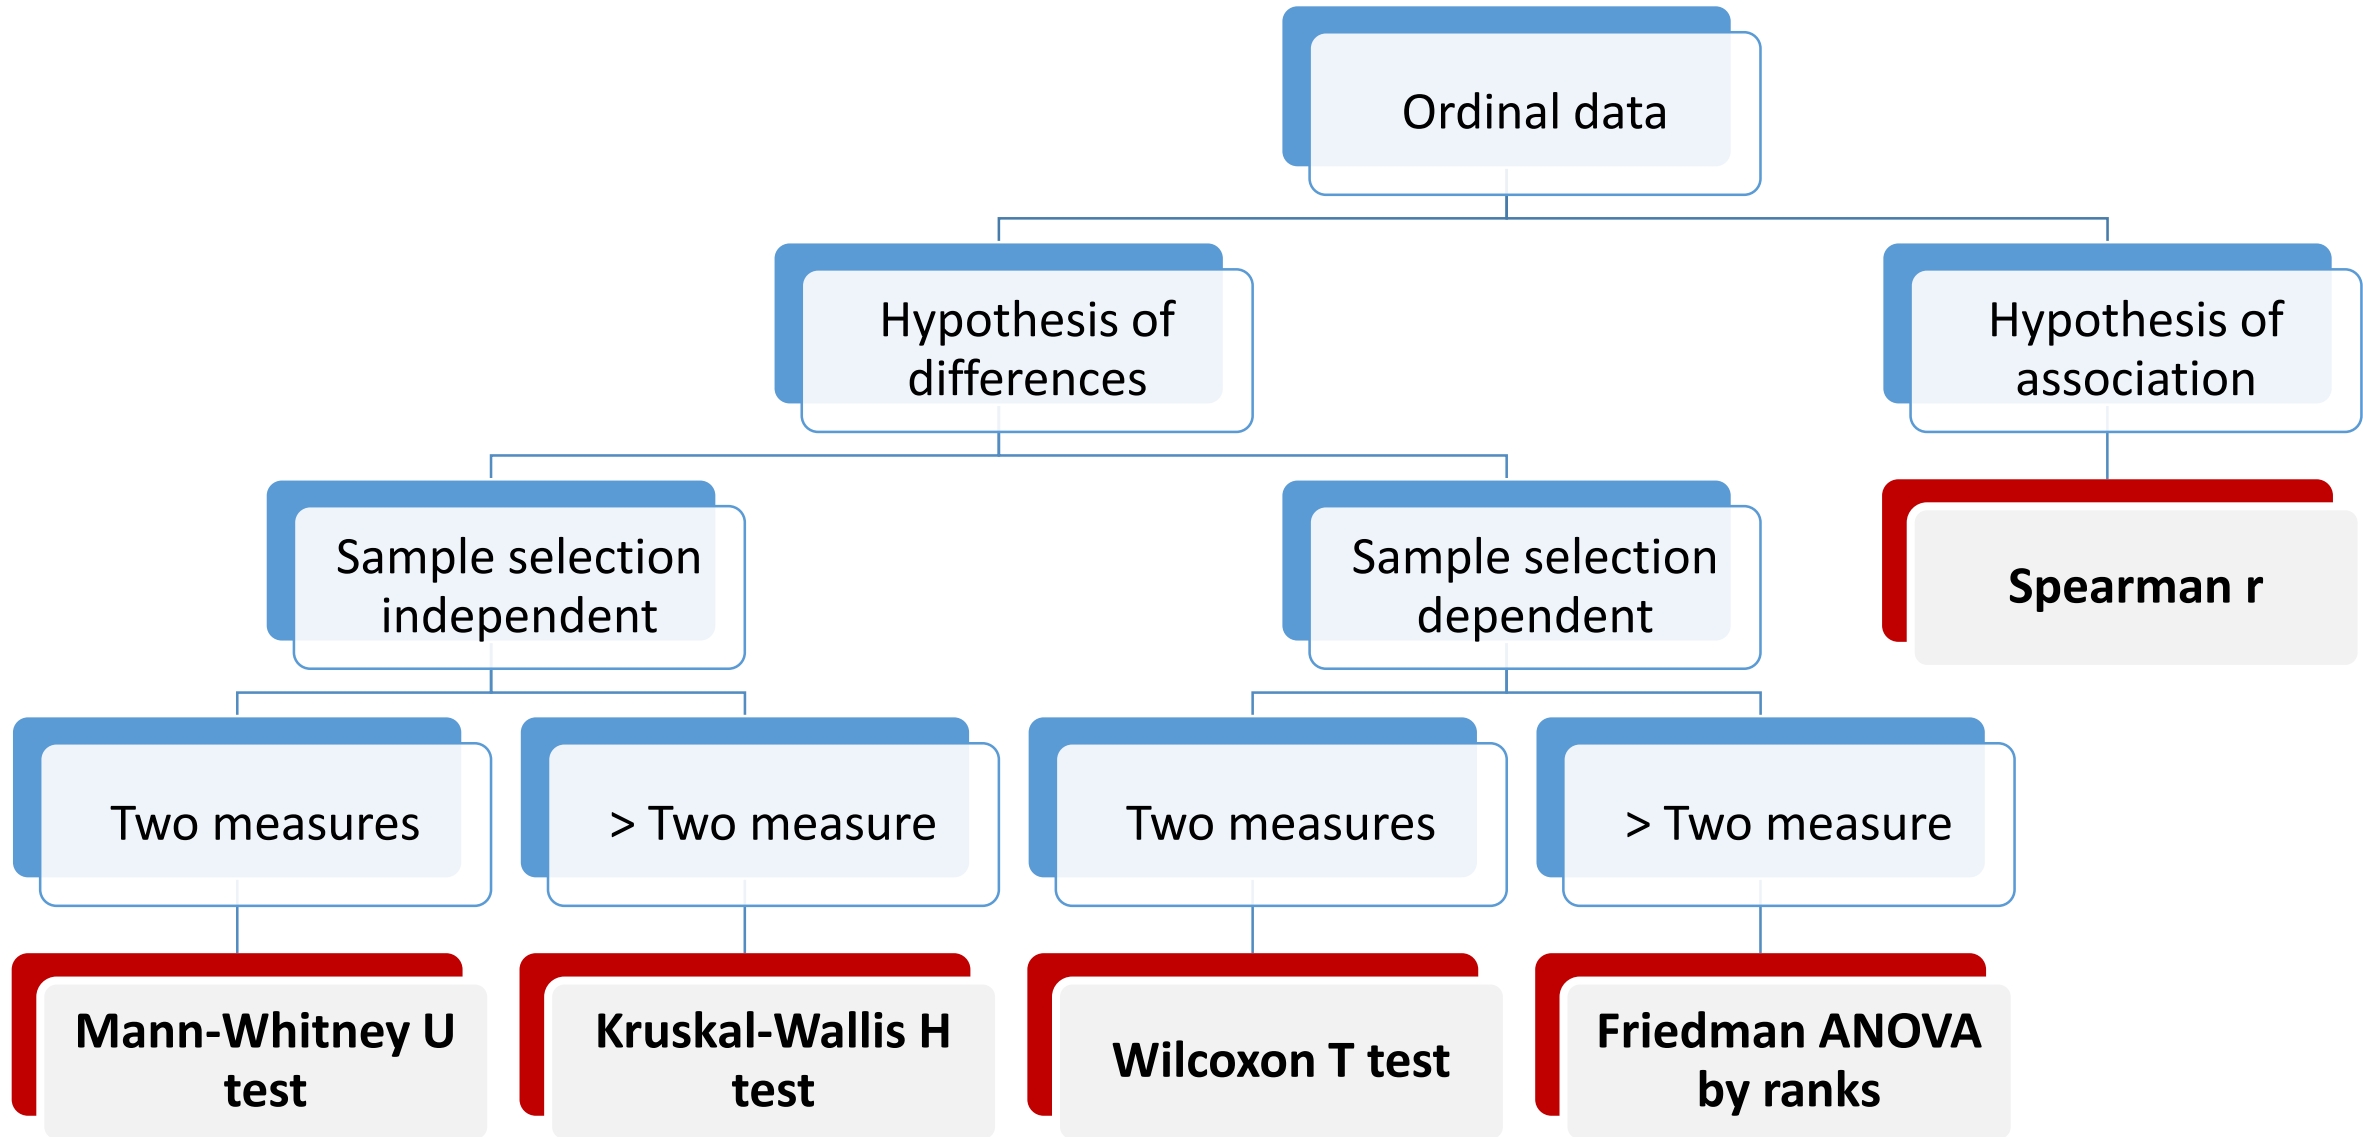 Ordinal data
Hypothesis of
differences
Hypothesis of
association
Sample selection
independent
Sample selection
dependent
Spearman r
Two measures
> Two measure
Two measures
> Two measure
Mann-Whitney U
test
Kruskal-Wallis H
test
Wilcoxon T test
Friedman ANOVA
by ranks